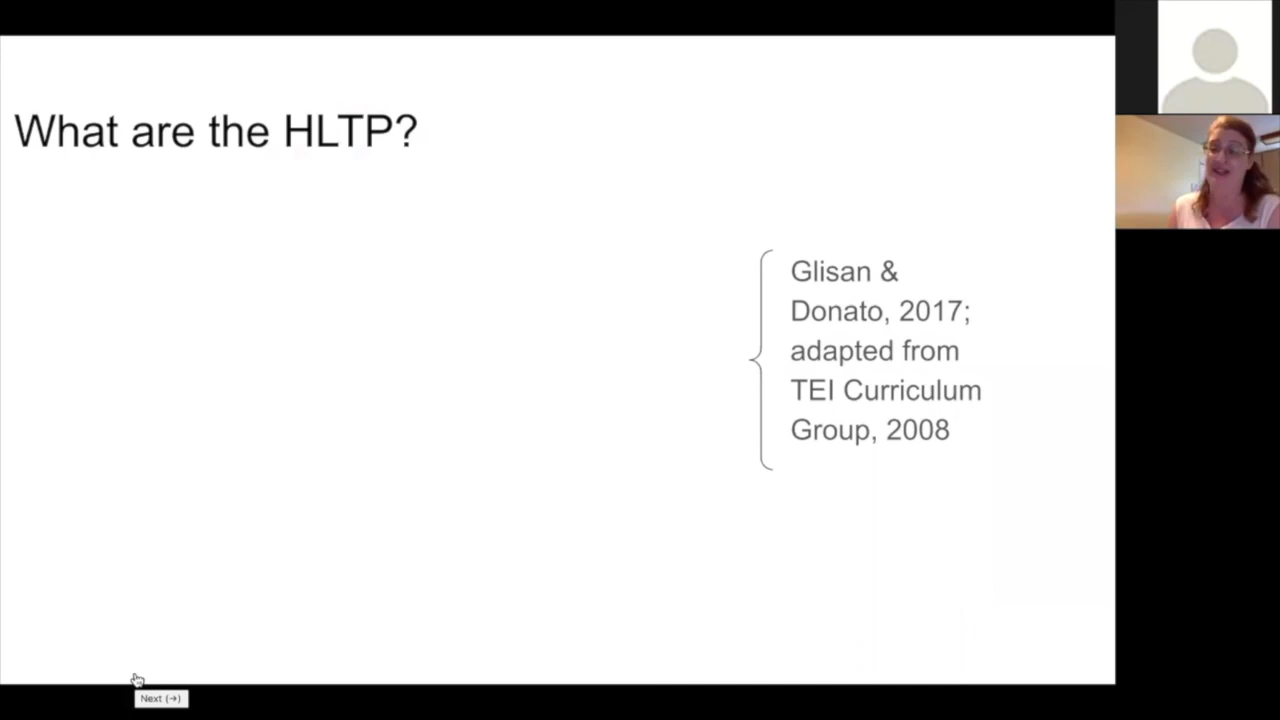 What are the HLTP?
Glisan &
Donato, 2017;
adapted from
TEI Curriculum
Group, 2008
Next (→)